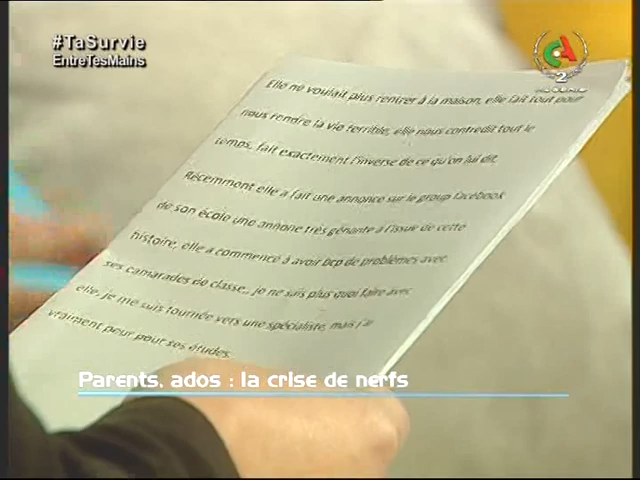 #TaSurvie
EntreTesMains
2
Elle ne voulait plus rentrer à la maison, elle fait tout pour
nous rendre la vie terrible, elle nous contredit tout le
temps, fait exactement l'inverse de ce qu'on lui dit,
Récemment elle a fait une annonce sur le group facebook
de son école une annone très gênante à l'issue de cette
histoire, elle a commencé à avoir bcp de problèmes avec
ses camarades de classe,, je ne sais plus quoi faire avec
elle, je me suis tournée vers une spécialiste, mais j'ai
vraiment peur pour ses études.
Parents, ados : la crise de nerfs